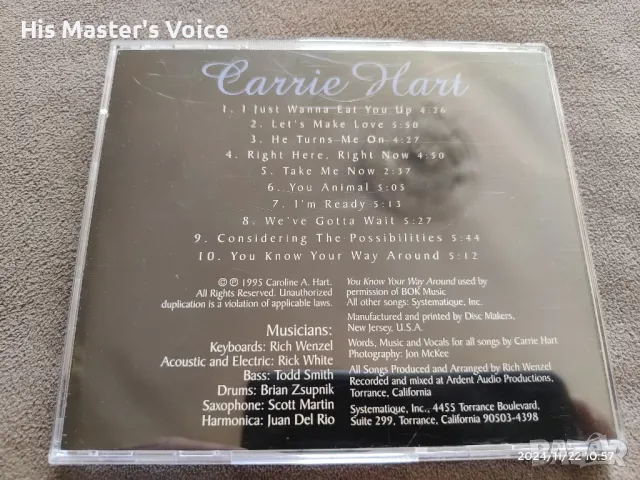 His Master's Voice
Carrie Hart
1. I Just Wanna Eat You Up 4:26
2. Let's Make Love 5:50
3. He Turns Me On 4:27
4. Right Here, Right Now 4:50
5. Take Me Now 2:37
6. You Animal 5:05
7. I'm Ready 5:13
8. We've Gotta Wait 5:27
9. Considering The Possibilities 5:44
10. You Know Your Way Around 5:12
© ℗ 1995 Caroline A. Hart.
All Rights Reserved. Unauthorized
duplication is a violation of applicable laws.
Musicians:
Keyboards: Rich Wenzel
Acoustic and Electric: Rick White
Bass: Todd Smith
Drums: Brian Zsupnik
Saxophone: Scott Martin
Harmonica: Juan Del Rio
You Know Your Way Around used by
permission of BOK Music
All other songs: Systematique, Inc.
Manufactured and printed by Disc Makers,
New Jersey, U.S.A.
Words, Music and Vocals for all songs by Carrie Hart
Photography: Jon McKee
All Songs Produced and Arranged by Rich Wenzel
Recorded and mixed at Ardent Audio Productions,
Torrance, California
Systematique, Inc., 4455 Torrance Boulevard,
Suite 299, Torrance, California 90503-4398
BAZAR
2024/11/22 10:57